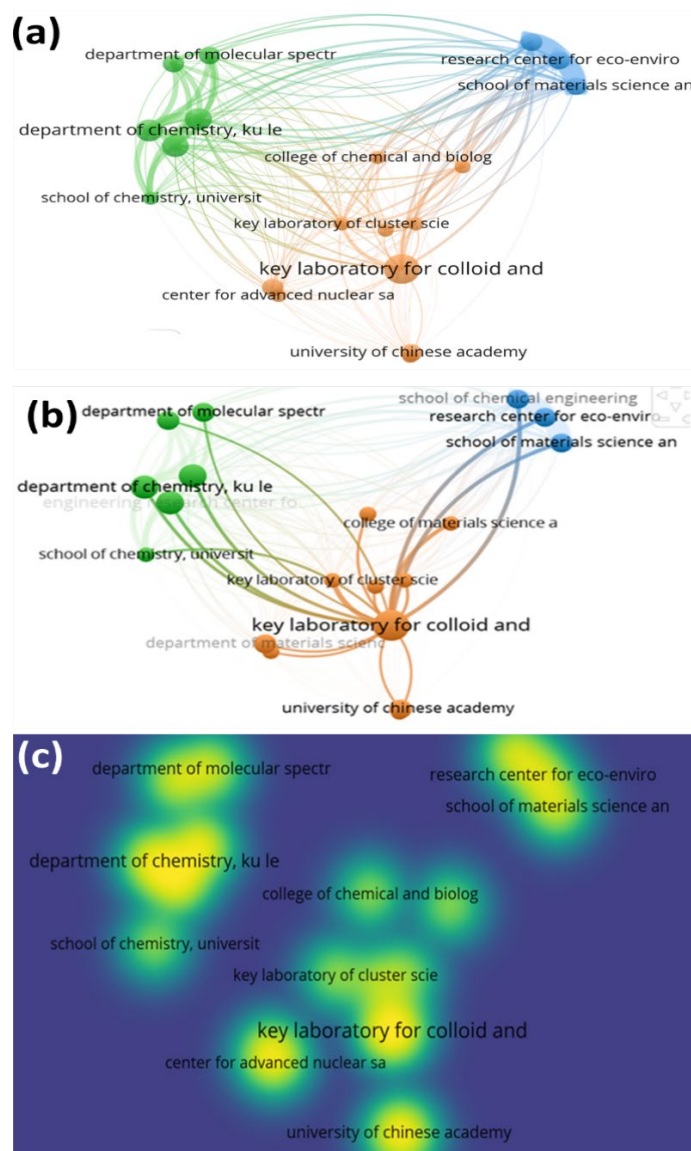 (a)
department of molecular spectr
research center for eco-enviro
school of materials science an
department of chemistry, ku le
college of chemical and biolog
school of chemistry, universit
key laboratory of cluster scie
key laboratory for colloid and
center for advanced nuclear sa
university of chinese academy
(b)
school of chemical engineering
department of molecular spectr
research center for eco-enviro
school of materials science an
department of chemistry, ku le
engineering research center fo...
college of materials science a
school of chemistry, universit
key laboratory of cluster scie
key laboratory for colloid and
department of materials scienc
university of chinese academy
(c)
department of molecular spectr
research center for eco-enviro
school of materials science an
department of chemistry, ku le
college of chemical and biolog
school of chemistry, universit
key laboratory of cluster scie
key laboratory for colloid and
center for advanced nuclear sa
university of chinese academy